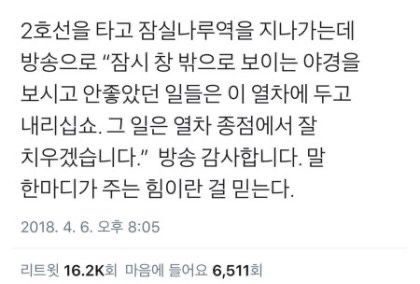 2호선을 타고 잠실나루역을 지나가는데
방송으로 “잠시 창 밖으로 보이는 야경을
보시고 안좋았던 일들은 이 열차에 두고
내리십쇼. 그 일은 열차 종점에서 잘
치우겠습니다.” 방송 감사합니다. 말
한마디가 주는 힘이란 걸 믿는다.
2018. 4. 6. 오후 8:05
리트윗 16.2K회 마음에 들어요 6,511회